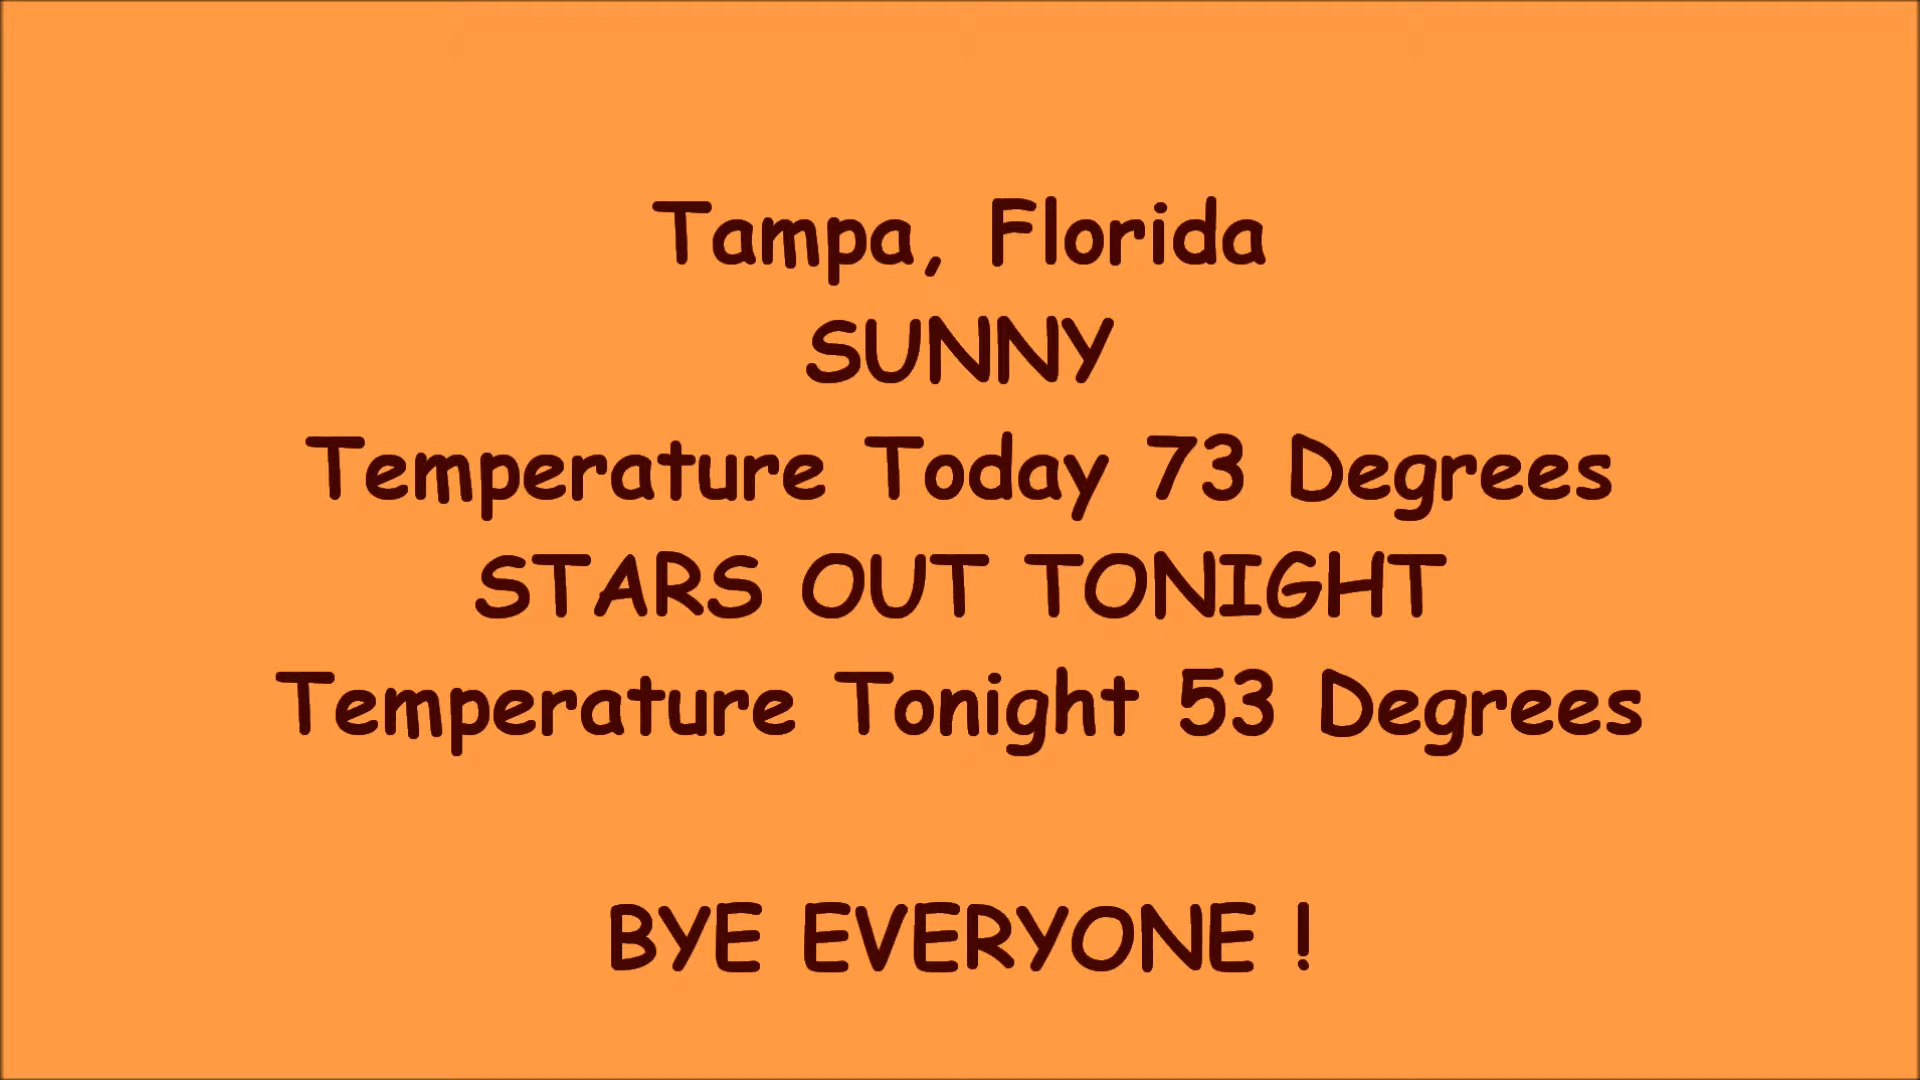 Tampa, Florida
SUNNY
Temperature Today 73 Degrees
STARS OUT TONIGHT
Temperature Tonight 53 Degrees
BYE EVERYONE !